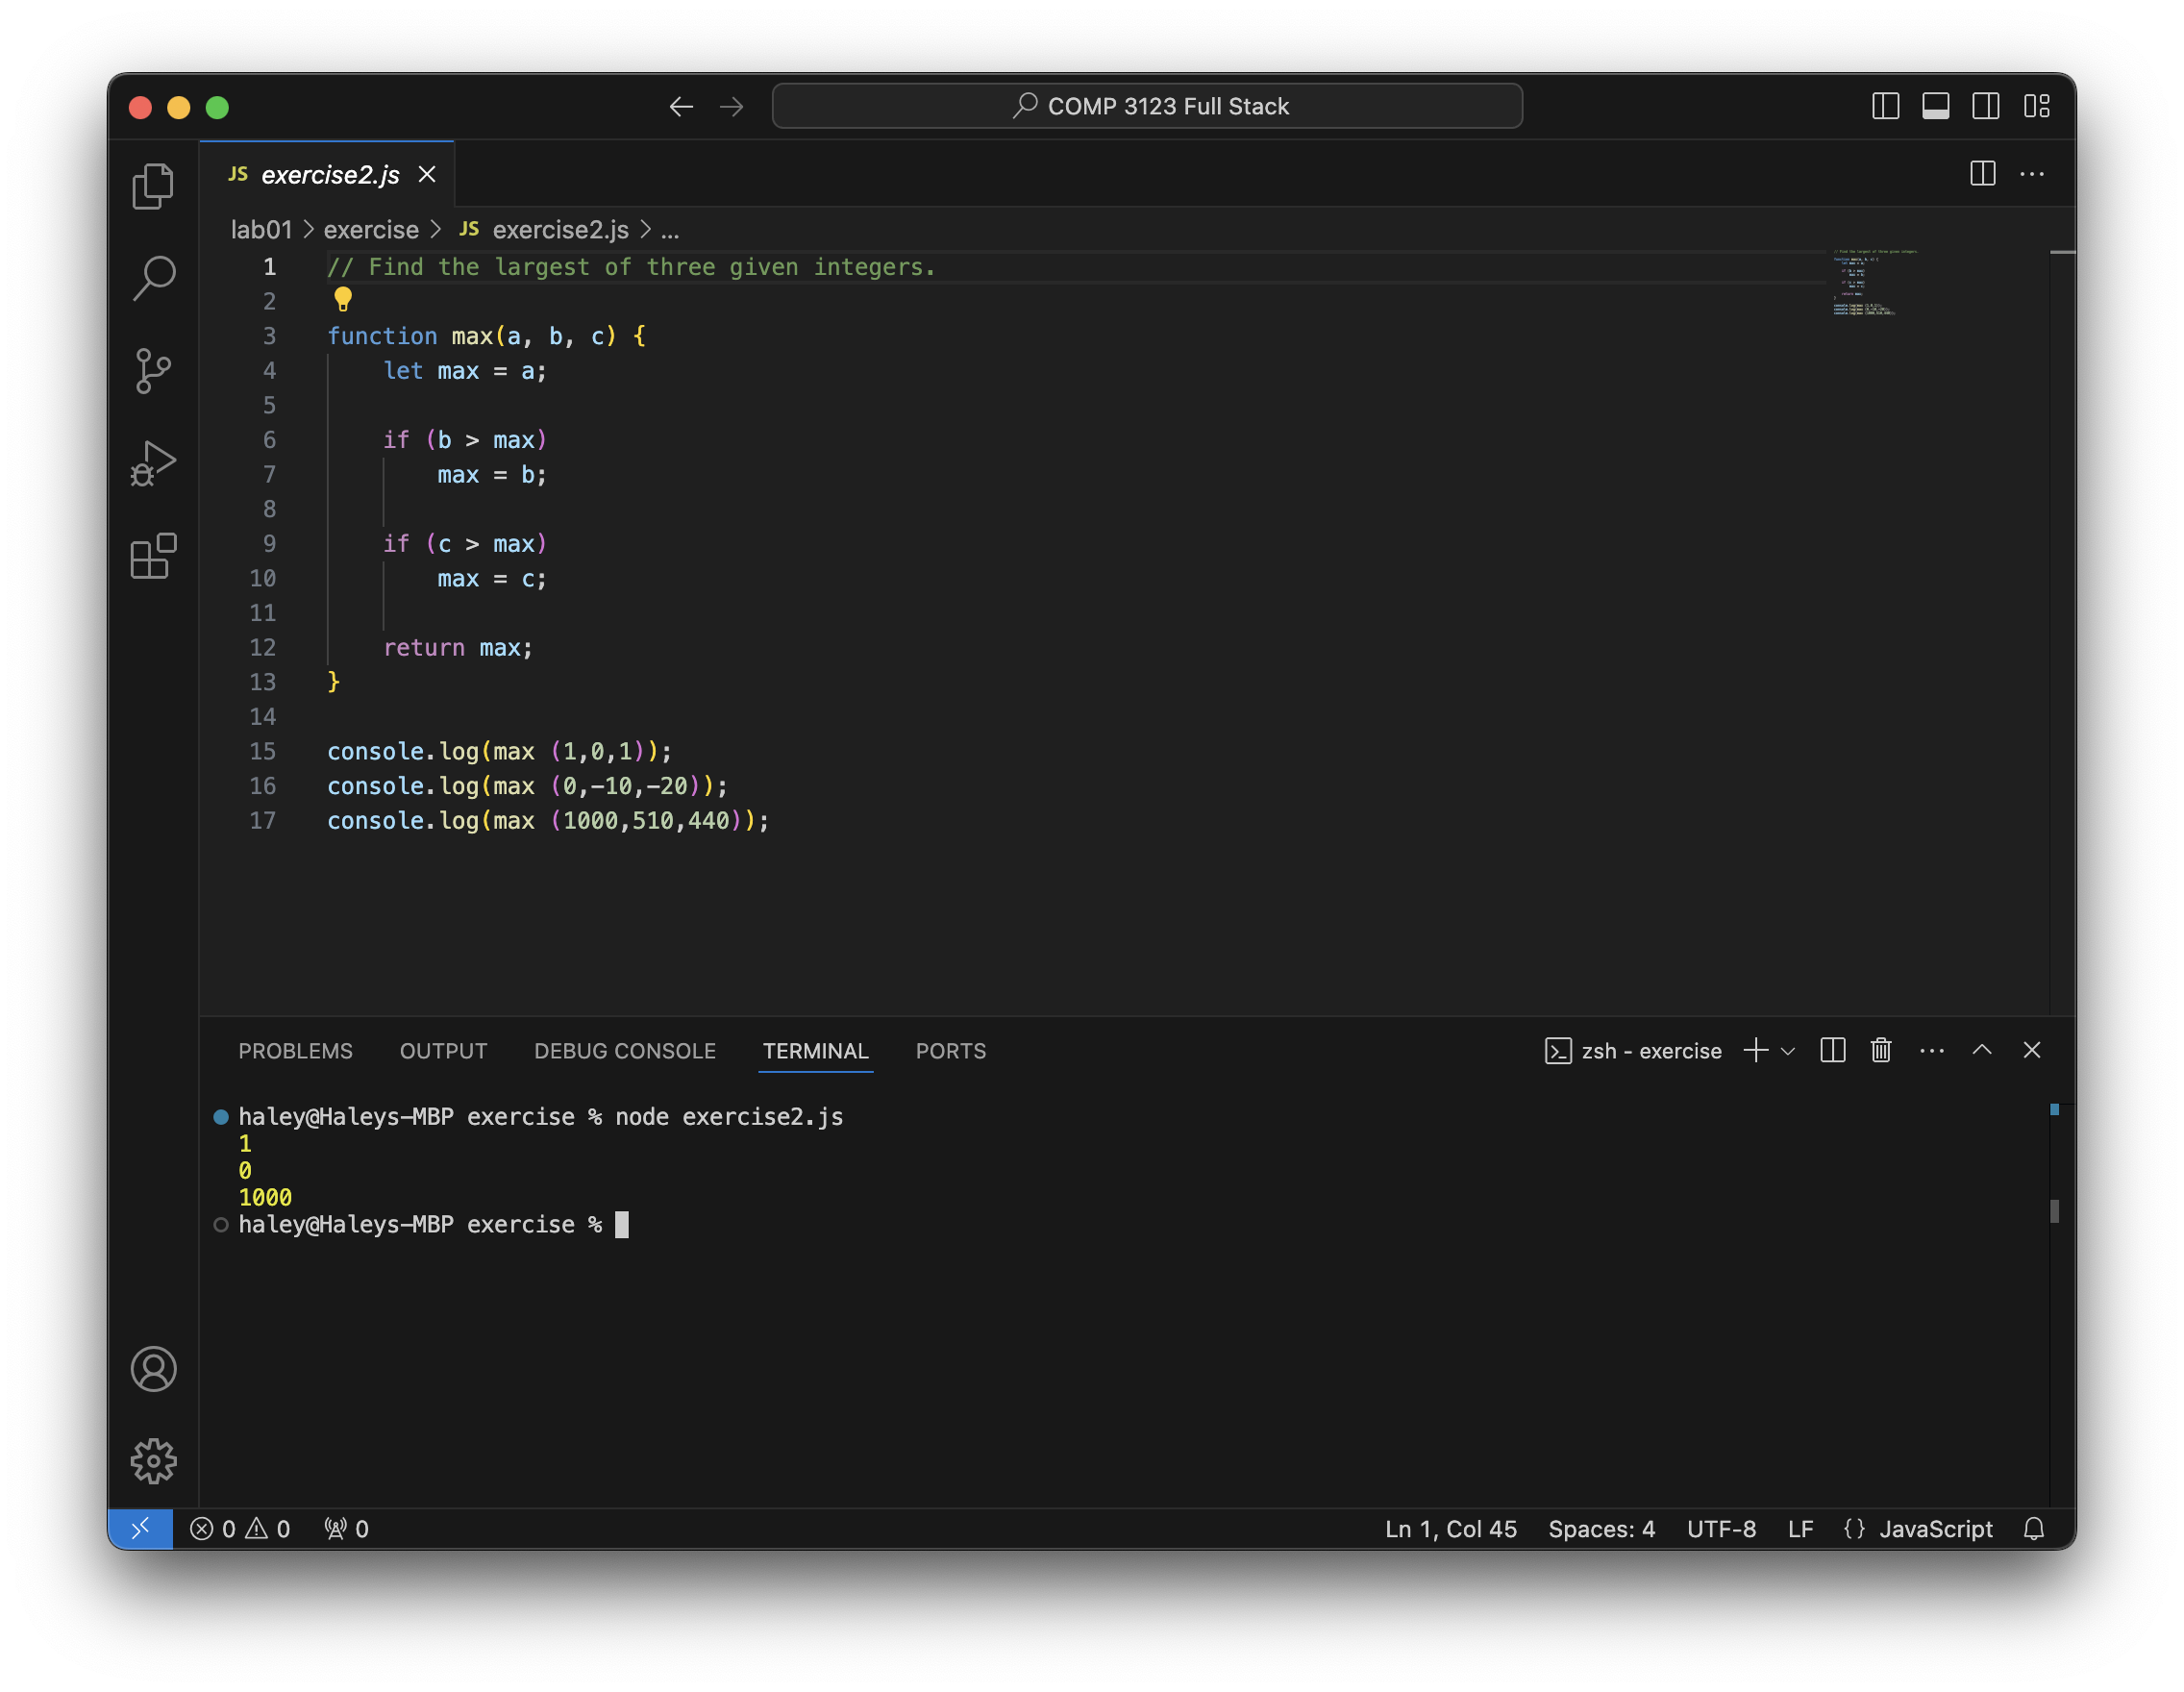 COMP 3123 Full Stack
JS exercise2.js
lab01 > exercise > JS exercise2.js > ...
1 // Find the largest of three given integers.
2
3 function max(a, b, c) {
4     let max = a;
5
6     if (b > max)
7         max = b;
8
9     if (c > max)
10         max = c;
11
12     return max;
13 }
14
15 console.log(max (1,0,1));
16 console.log(max (0,-10,-20));
17 console.log(max (1000,510,440));
PROBLEMS OUTPUT DEBUG CONSOLE TERMINAL PORTS zsh - exercise
haley@Haleys-MBP exercise % node exercise2.js
1
0
1000
haley@Haleys-MBP exercise %
0 0 0 Ln 1, Col 45 Spaces: 4 UTF-8 LF {} JavaScript